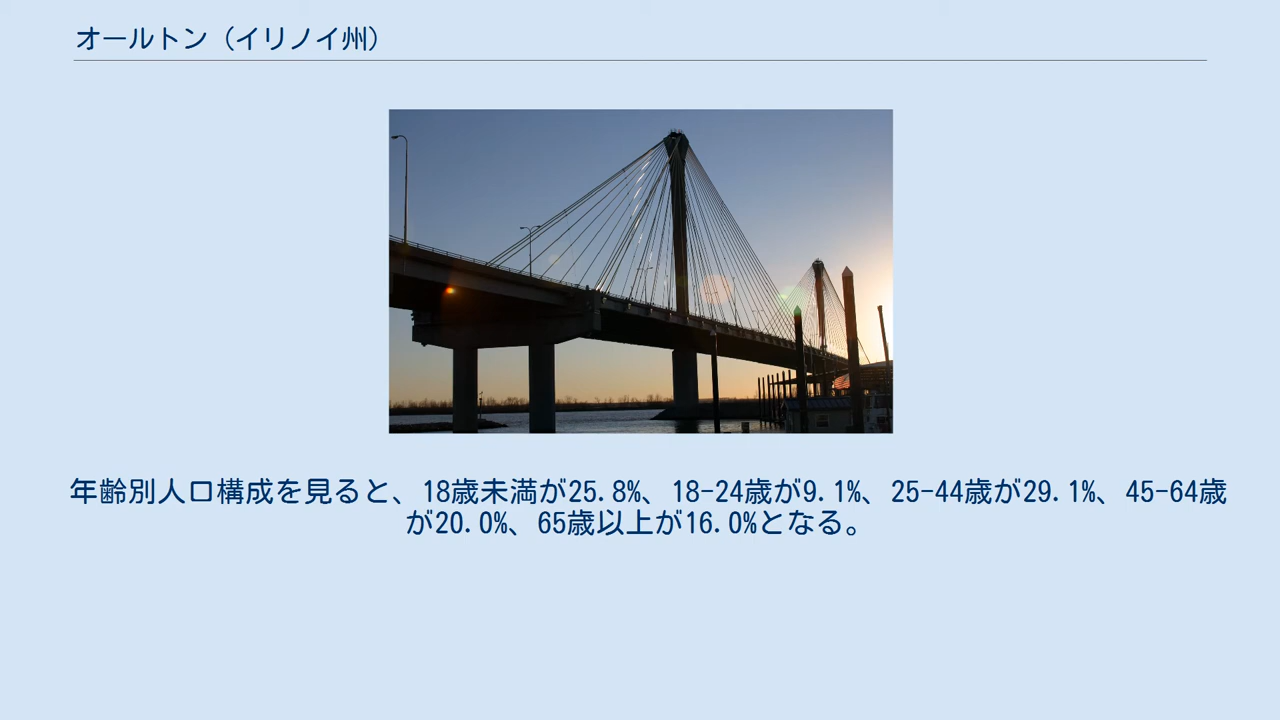 オールトン（イリノイ州）
年齢別人口構成を見ると、18歳未満が25.8%、18-24歳が9.1%、25-44歳が29.1%、45-64歳
が20.0%、65歳以上が16.0%となる。